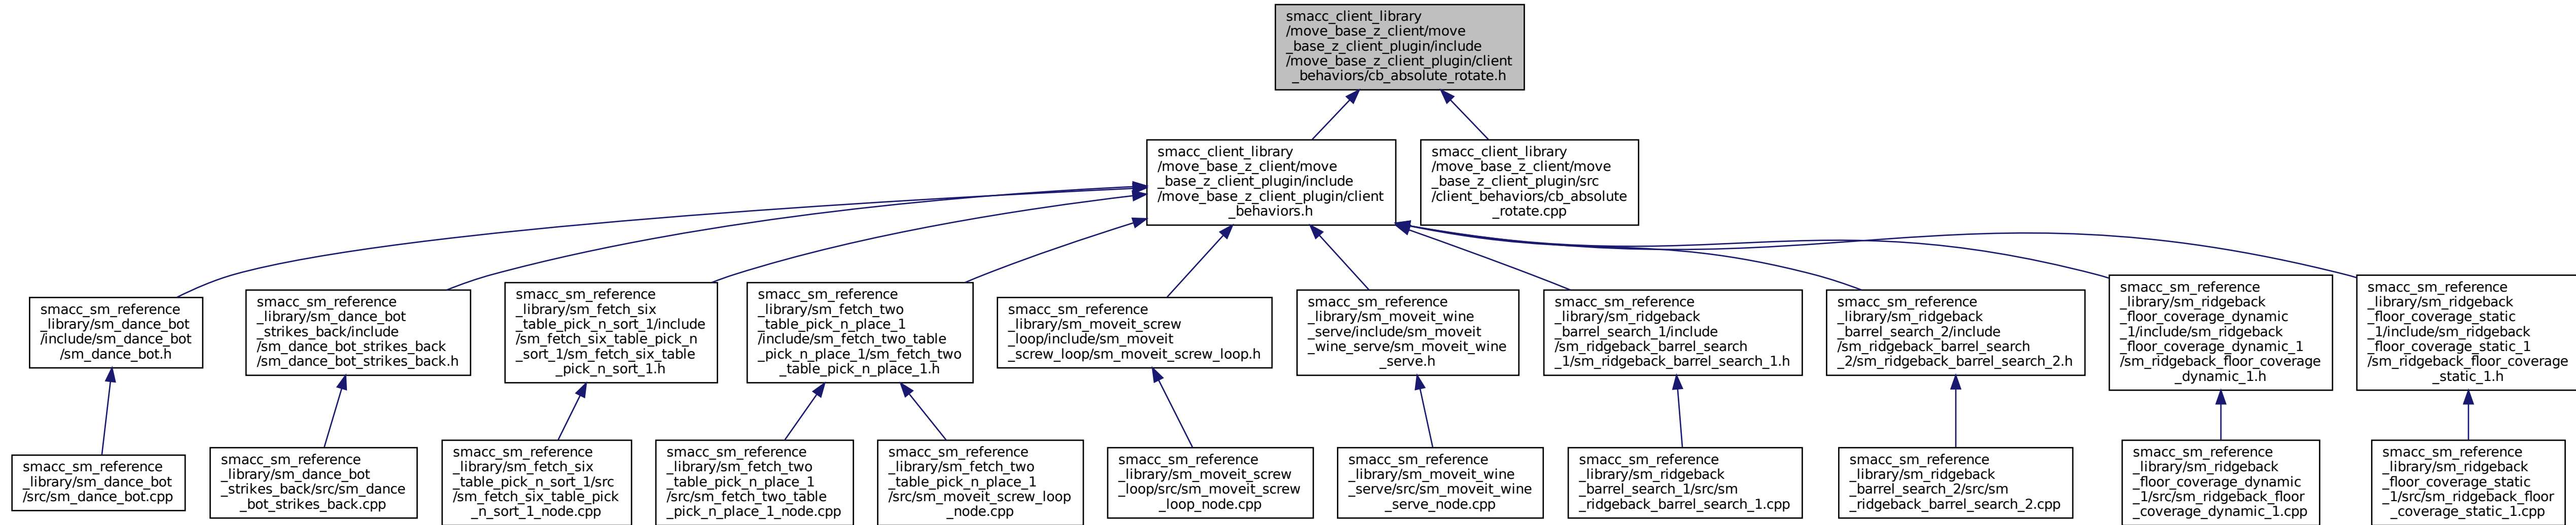 smacc_client_library
/move_base_z_client/move
_base_z_client_plugin/include
/move_base_z_client_plugin/client
_behaviors/cb_absolute_rotate.h
smacc_client_library
/move_base_z_client/move
_base_z_client_plugin/include
/move_base_z_client_plugin/client
_behaviors.h
smacc_client_library
/move_base_z_client/move
_base_z_client_plugin/src
/client_behaviors/cb_absolute
_rotate.cpp
smacc_sm_reference
_library/sm_dance_bot
/include/sm_dance_bot
/sm_dance_bot.h
smacc_sm_reference
_library/sm_dance_bot
_strikes_back/include
/sm_dance_bot_strikes_back
/sm_dance_bot_strikes_back.h
smacc_sm_reference
_library/sm_fetch_six
_table_pick_n_sort_1/include
/sm_fetch_six_table_pick_n
_sort_1/sm_fetch_six_table
_pick_n_sort_1.h
smacc_sm_reference
_library/sm_fetch_two
_table_pick_n_place_1
/include/sm_fetch_two_table
_pick_n_place_1/sm_fetch_two
_table_pick_n_place_1.h
smacc_sm_reference
_library/sm_moveit_screw
_loop/include/sm_moveit
_screw_loop/sm_moveit_screw_loop.h
smacc_sm_reference
_library/sm_moveit_wine
_serve/include/sm_moveit
_wine_serve/sm_moveit_wine
_serve.h
smacc_sm_reference
_library/sm_ridgeback
_barrel_search_1/include
/sm_ridgeback_barrel_search
_1/sm_ridgeback_barrel_search_1.h
smacc_sm_reference
_library/sm_ridgeback
_barrel_search_2/include
/sm_ridgeback_barrel_search
_2/sm_ridgeback_barrel_search_2.h
smacc_sm_reference
_library/sm_ridgeback
_floor_coverage_dynamic
_1/include/sm_ridgeback
_floor_coverage_dynamic_1
/sm_ridgeback_floor_coverage
_dynamic_1.h
smacc_sm_reference
_library/sm_ridgeback
_floor_coverage_static
_1/include/sm_ridgeback
_floor_coverage_static_1
/sm_ridgeback_floor_coverage
_static_1.h
smacc_sm_reference
_library/sm_dance_bot
/src/sm_dance_bot.cpp
smacc_sm_reference
_library/sm_dance_bot
_strikes_back/src/sm_dance
_bot_strikes_back.cpp
smacc_sm_reference
_library/sm_fetch_six
_table_pick_n_sort_1/src
/sm_fetch_six_table_pick
_n_sort_1_node.cpp
smacc_sm_reference
_library/sm_fetch_two
_table_pick_n_place_1
/src/sm_fetch_two_table
_pick_n_place_1_node.cpp
smacc_sm_reference
_library/sm_fetch_two
_table_pick_n_place_1
/src/sm_moveit_screw_loop
_node.cpp
smacc_sm_reference
_library/sm_moveit_screw
_loop/src/sm_moveit_screw
_loop_node.cpp
smacc_sm_reference
_library/sm_moveit_wine
_serve/src/sm_moveit_wine
_serve_node.cpp
smacc_sm_reference
_library/sm_ridgeback
_barrel_search_1/src/sm
_ridgeback_barrel_search_1.cpp
smacc_sm_reference
_library/sm_ridgeback
_barrel_search_2/src/sm
_ridgeback_barrel_search_2.cpp
smacc_sm_reference
_library/sm_ridgeback
_floor_coverage_dynamic
_1/src/sm_ridgeback_floor
_coverage_dynamic_1.cpp
smacc_sm_reference
_library/sm_ridgeback
_floor_coverage_static
_1/src/sm_ridgeback_floor
_coverage_static_1.cpp